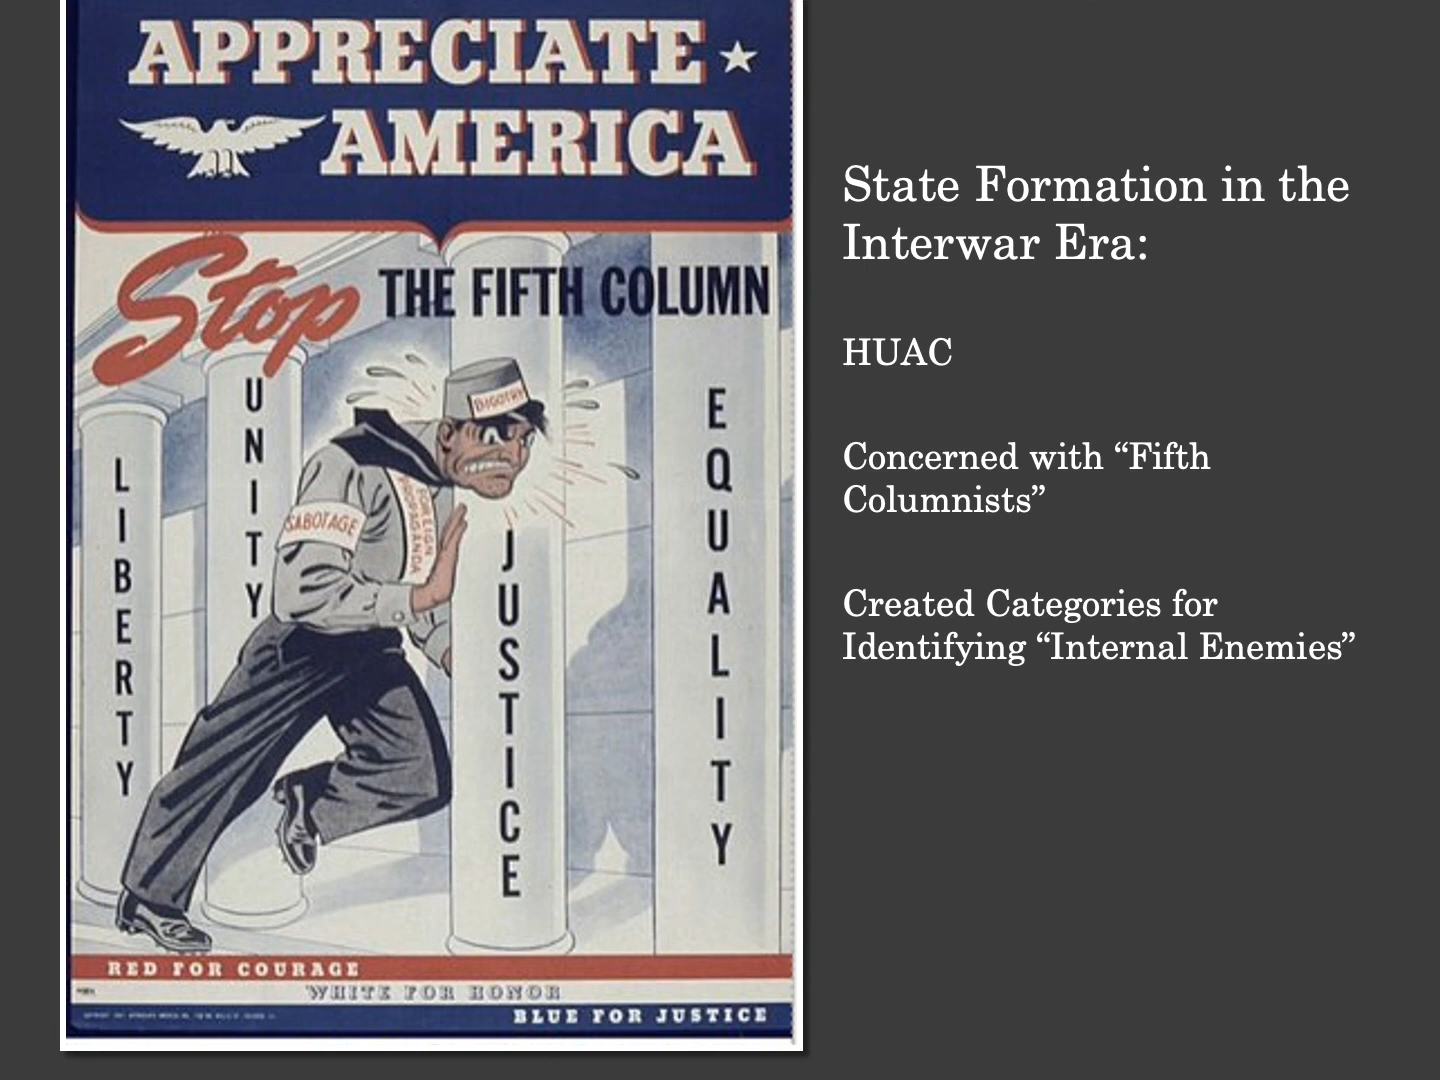 APPRECIATE
AMERICA
Stop THE FIFTH COLUMN
LIBERTY
UNITY
BIGOTRY
SABOTAGE
FOREIGN
PROPAGANDA
JUSTICE
EQUALITY
RED FOR COURAGE
WHITE FOR HONOR
BLUE FOR JUSTICE
State Formation in the
Interwar Era:
HUAC
Concerned with “Fifth
Columnists”
Created Categories for
Identifying “Internal Enemies”